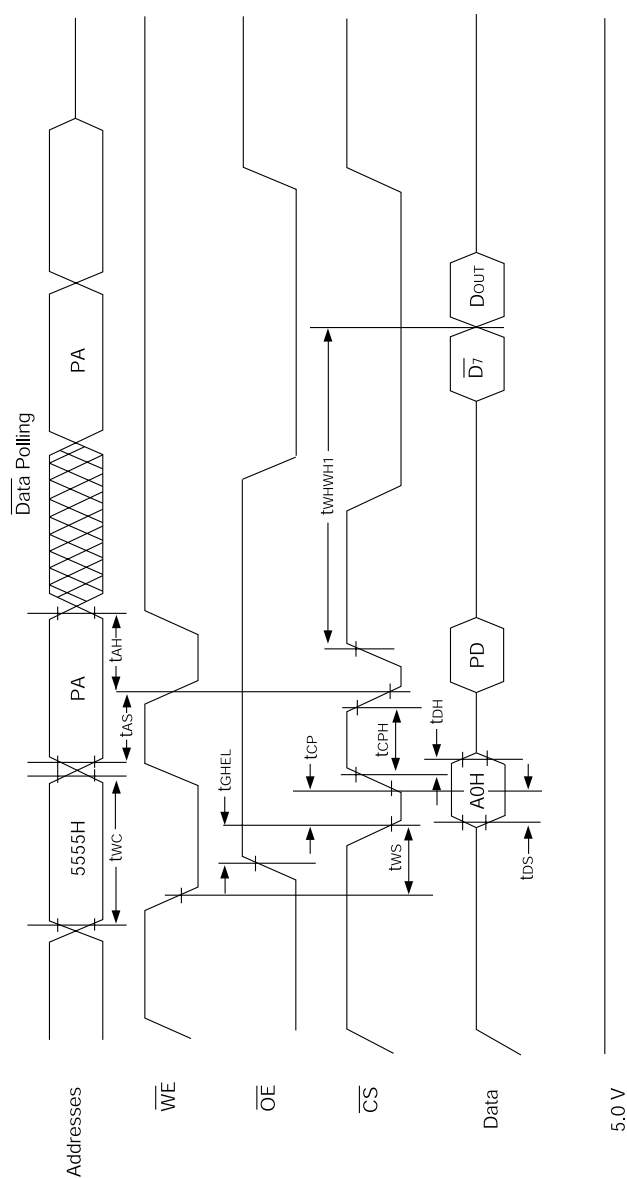 Data Polling
Addresses
5555H
PA
PA
tWC
tAS
tAH
WE
tGHEL
OE
tCP
tWHWH1
CS
tWS
tCPH
tDH
Data
A0H
PD
D7
DOUT
tDS
5.0 V